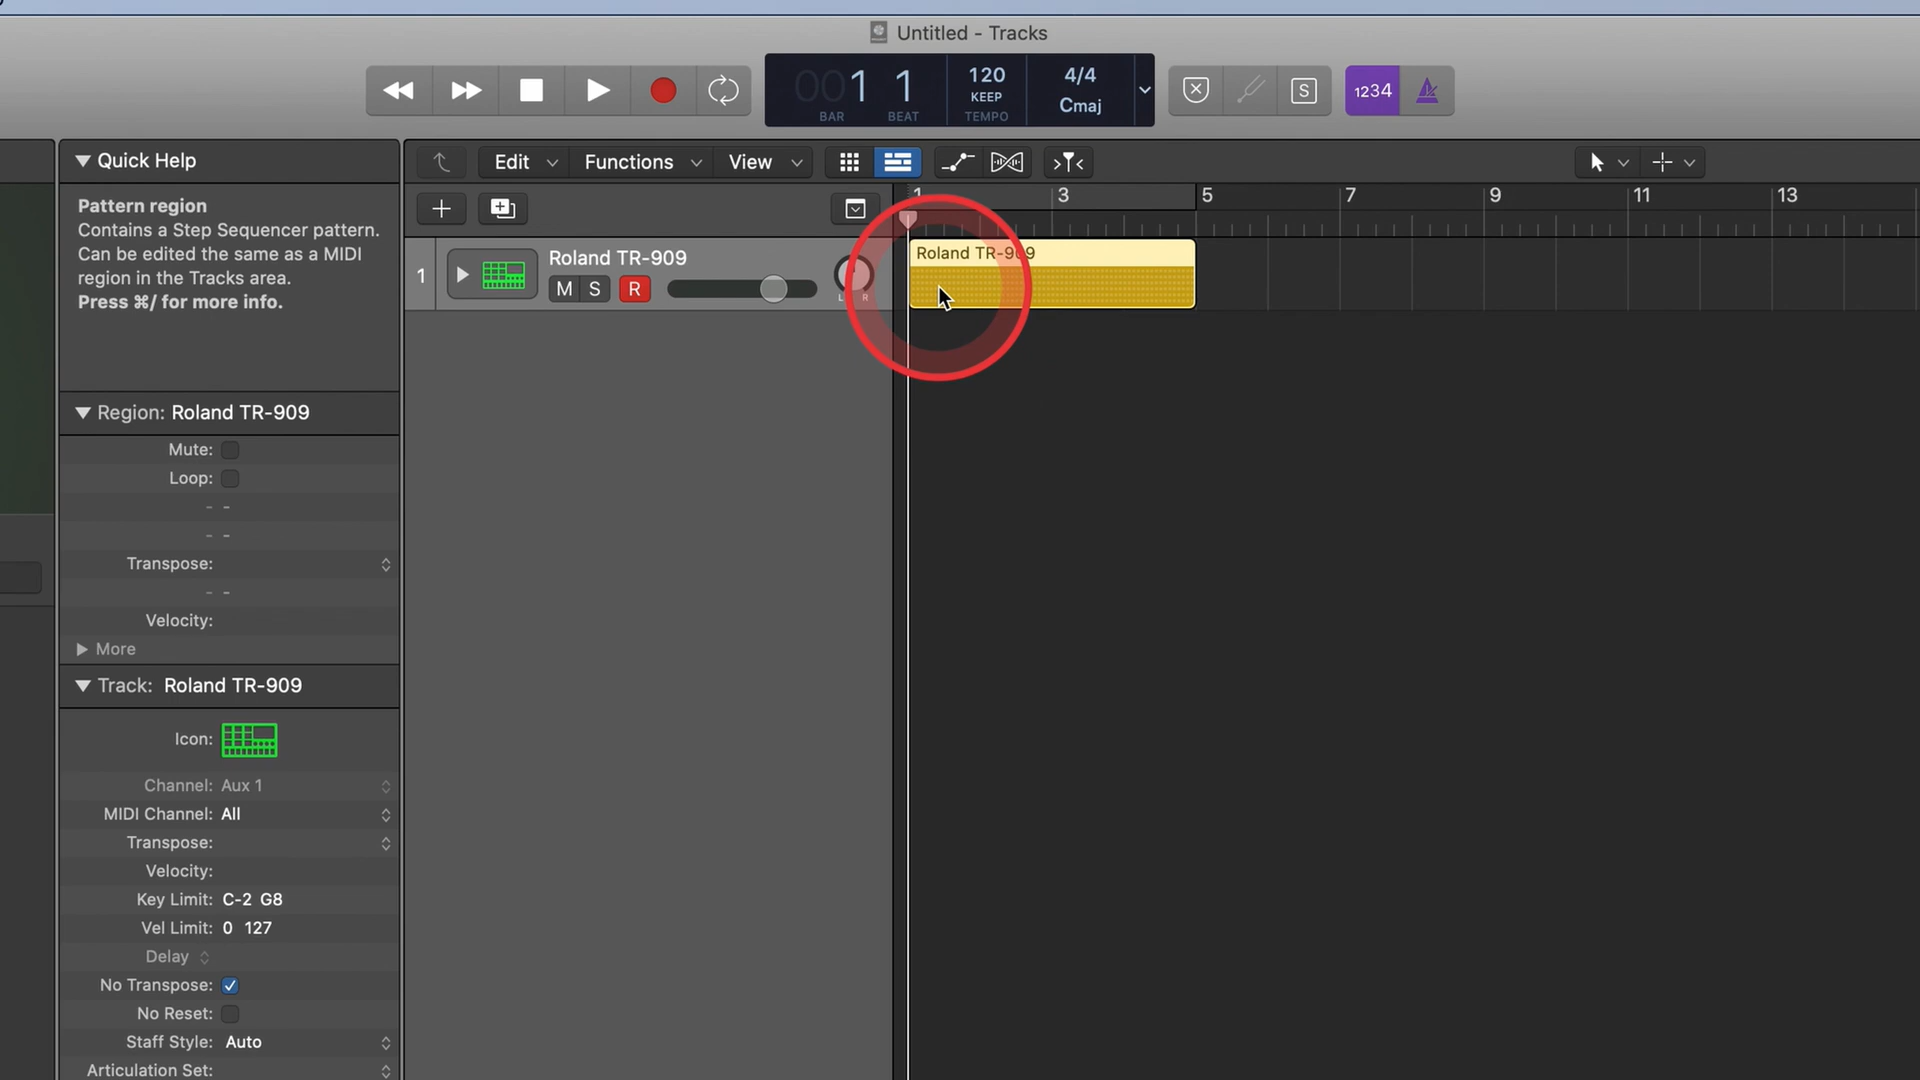 Untitled - Tracks
001 1
BAR BEAT
120
KEEP
TEMPO
4/4
Cmaj
S
1234
Quick Help
Pattern region
Contains a Step Sequencer pattern.
Can be edited the same as a MIDI
region in the Tracks area.
Press ⌘/ for more info.
Edit Functions View
1 3 5 7 9 11 13
1
Roland TR-909
M S R
L R
Roland TR-909
Region: Roland TR-909
Mute:
Loop:
- -
- -
Transpose:
- -
Velocity:
More
Track: Roland TR-909
Icon:
Channel: Aux 1
MIDI Channel: All
Transpose:
Velocity:
Key Limit: C-2 G8
Vel Limit: 0 127
Delay
No Transpose:
No Reset:
Staff Style: Auto
Articulation Set: